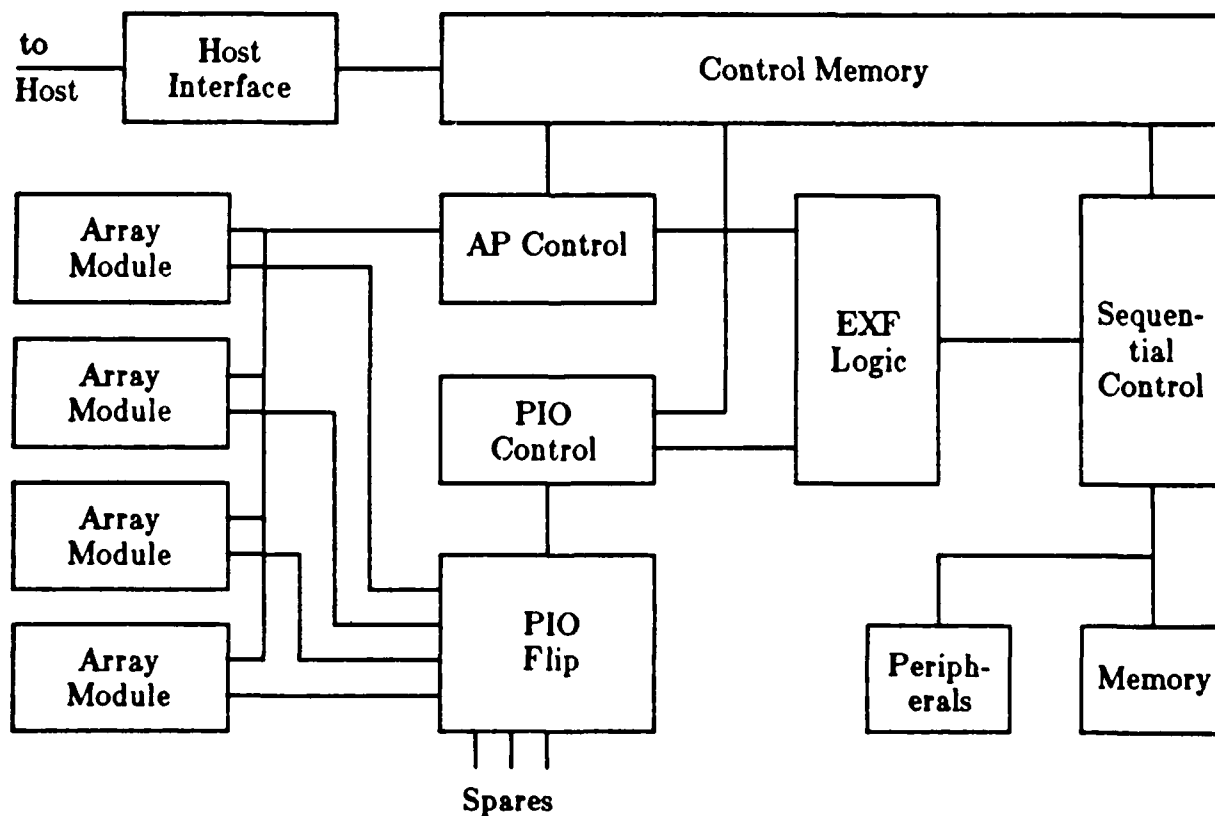 to
Host
Host
Interface
Control Memory
Array
Module
AP Control
EXF
Logic
Sequen-
tial
Control
Array
Module
PIO
Control
Array
Module
PIO
Flip
Array
Module
Periph-
erals
Memory
Spares